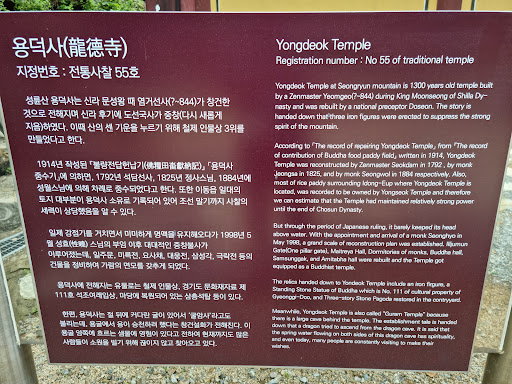 용덕사(龍德寺)
지정번호 : 전통사찰 55호
성륜산 용덕사는 신라 문성왕 때 염거선사(?~844)가 창건한
것으로 전해지며 신라 후기에 도선국사가 중창(다시 새롭게
지음)하였다. 이때 산의 센 기운을 누르기 위해 철제 인물상 3위를
만들었다고 한다.
1914년 작성된 「불량전답헌납기(佛糧田畓獻納記)」, 「용덕사
중수기」에 의하면, 1792년 석담선사, 1825년 정사스님, 1884년에
성월스님에 의해 차례로 중수되었다고 한다. 또한 이동읍 일대의
토지 대부분이 용덕사 소유로 기록되어 있어 조선 말기까지 사찰의
세력이 상당했음을 알 수 있다.
일제 강점기를 거치면서 미미하게 명맥을 유지해오다가 1998년 5
월 성효(性曉) 스님의 부임 이후 대대적인 중창불사가
이루어졌는데, 일주문, 미륵전, 요사채, 대웅전, 삼성각, 극락전 등의
건물을 정비하여 가람의 면모를 갖추게 되었다.
용덕사에 전해지는 유물로는 철제 인물상, 경기도 문화재자료 제
111호 석조여래입상, 마당에 복원되어 있는 삼층석탑 등이 있다.
한편, 용덕사는 절 뒤에 커다란 굴이 있어서 '굴암사'라고도
불리는데, 용굴에서 용이 승천하려 했다는 창건설화가 전해진다. 이
용굴 양쪽에 흐르는 샘물에 영험이 있다고 전하여 현재까지도 많은
사람들이 소원을 빌기 위해 끊이지 않고 찾아오고 있다.
Yongdeok Temple
Registration number : No 55 of traditional temple
Yongdeok Temple at Seongryun mountain is 1300 years old temple built
by a Zenmaster Yeomgeo(?~844) during King Moonseong of Shilla Dy-
nasty and was rebuilt by a national preceptor Doseon. The story is
handed down that three iron figures were erected to suppress the strong
spirit of the mountain.
According to 「The record of repairing Yongdeok Temple」, from 「The record
of contribution of Buddha food paddy field」, written in 1914, Yongdeok
Temple was reconstructed by Zenmaster Seokdam in 1792 , by monk
Jeongsa in 1825, and by monk Seongwol in 1884 respectively. Also,
most of rice paddy surrounding Idong-Eup where Yongdeok Temple is
located, was recorded to be owned by Yongdeok Temple and therefore
we can estimate that the Temple had maintained relatively strong power
until the end of Chosun Dynasty.
But through the period of Japanese ruling, it barely keeped its head
above water. With the appointment and arrival of a monk Seonghyo in
May 1998, a grand scale of reconstruction plan was established. Iljumun
Gate(One pillar gate), Maitreya Hall, Dormitories of monks, Buddha hall,
Samsunggak, and Amitabha hall were rebuilt and the Temple got
equipped as a Buddhist temple.
The relics handed down to Yongdeok Temple include an iron figure, a
Standing Stone Statue of Buddha which is No. 111 of cultural property of
Gyeonggi-Doo, and Three-story Stone Pagoda restored in the courtyard.
Meanwhile, Yongdeok Temple is also called "Guram Temple" because
there is a large cave behind the temple. The establishment tale is handed
down that a dragon tried to ascend from the dragon cave. It is said that
the spring water flowing on both sides of this dragon cave has spirituality,
and even today, many people are constantly visiting to make their
wishes.